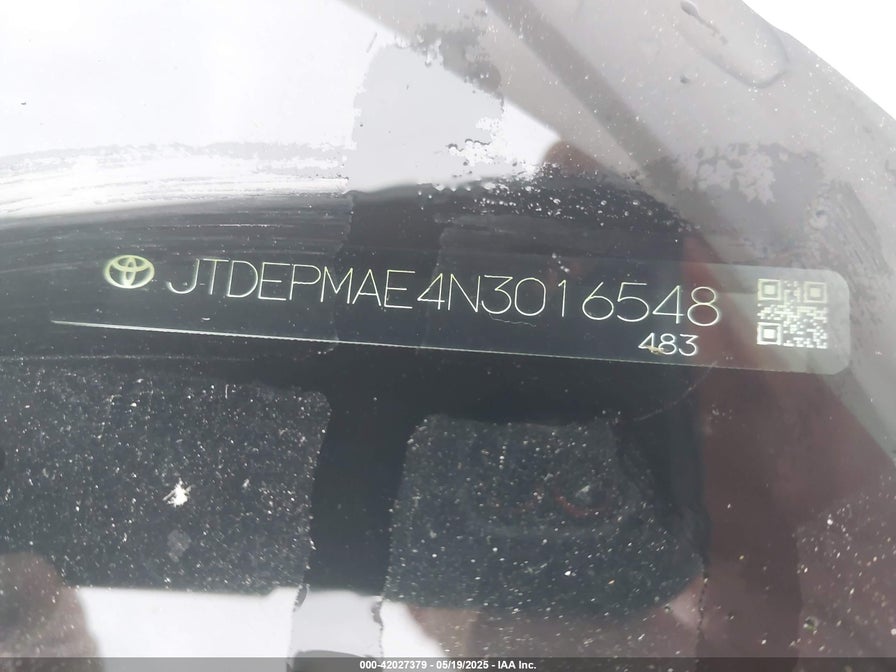 JTDEPMAE4N3016548
483
000-42027379 - 05/19/2025 - IAA Inc.